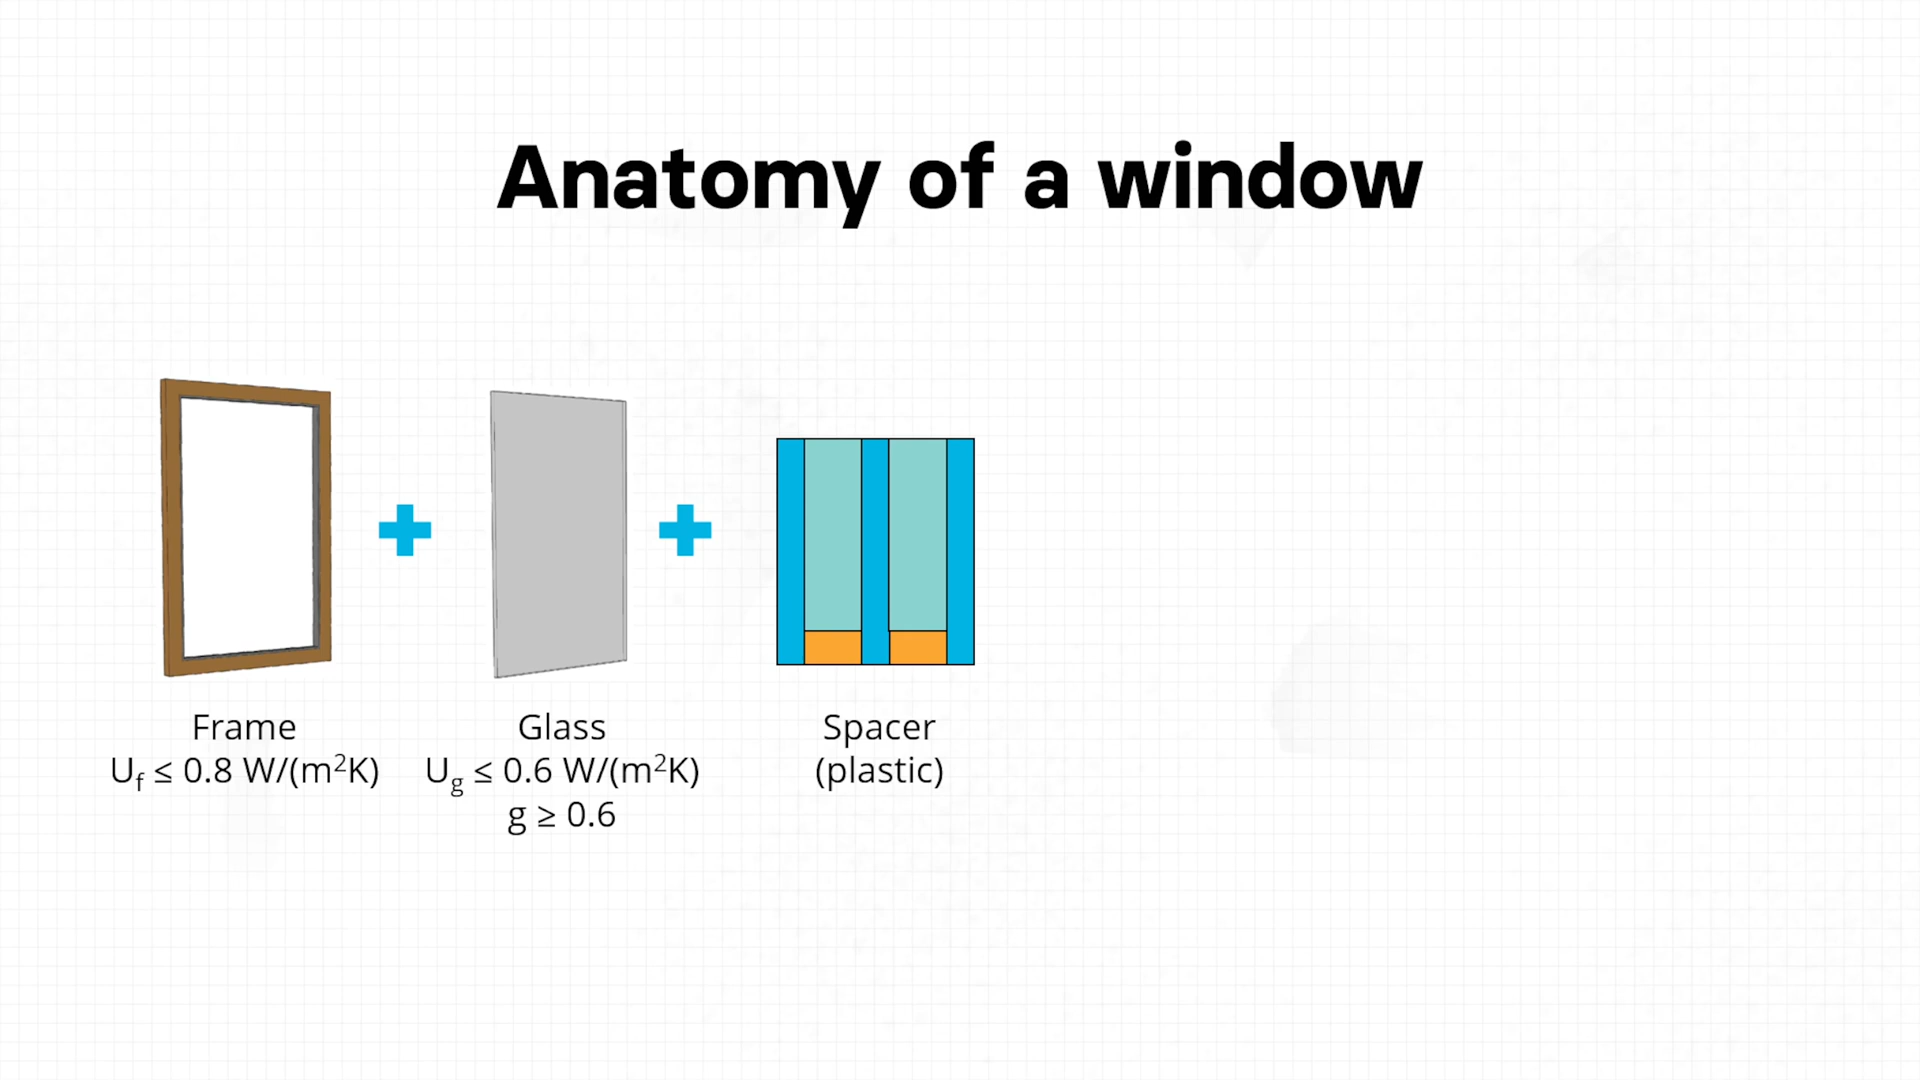 Anatomy of a window
Frame
U_f ≤ 0.8 W/(m²K)
Glass
U_g ≤ 0.6 W/(m²K)
g ≥ 0.6
Spacer
(plastic)